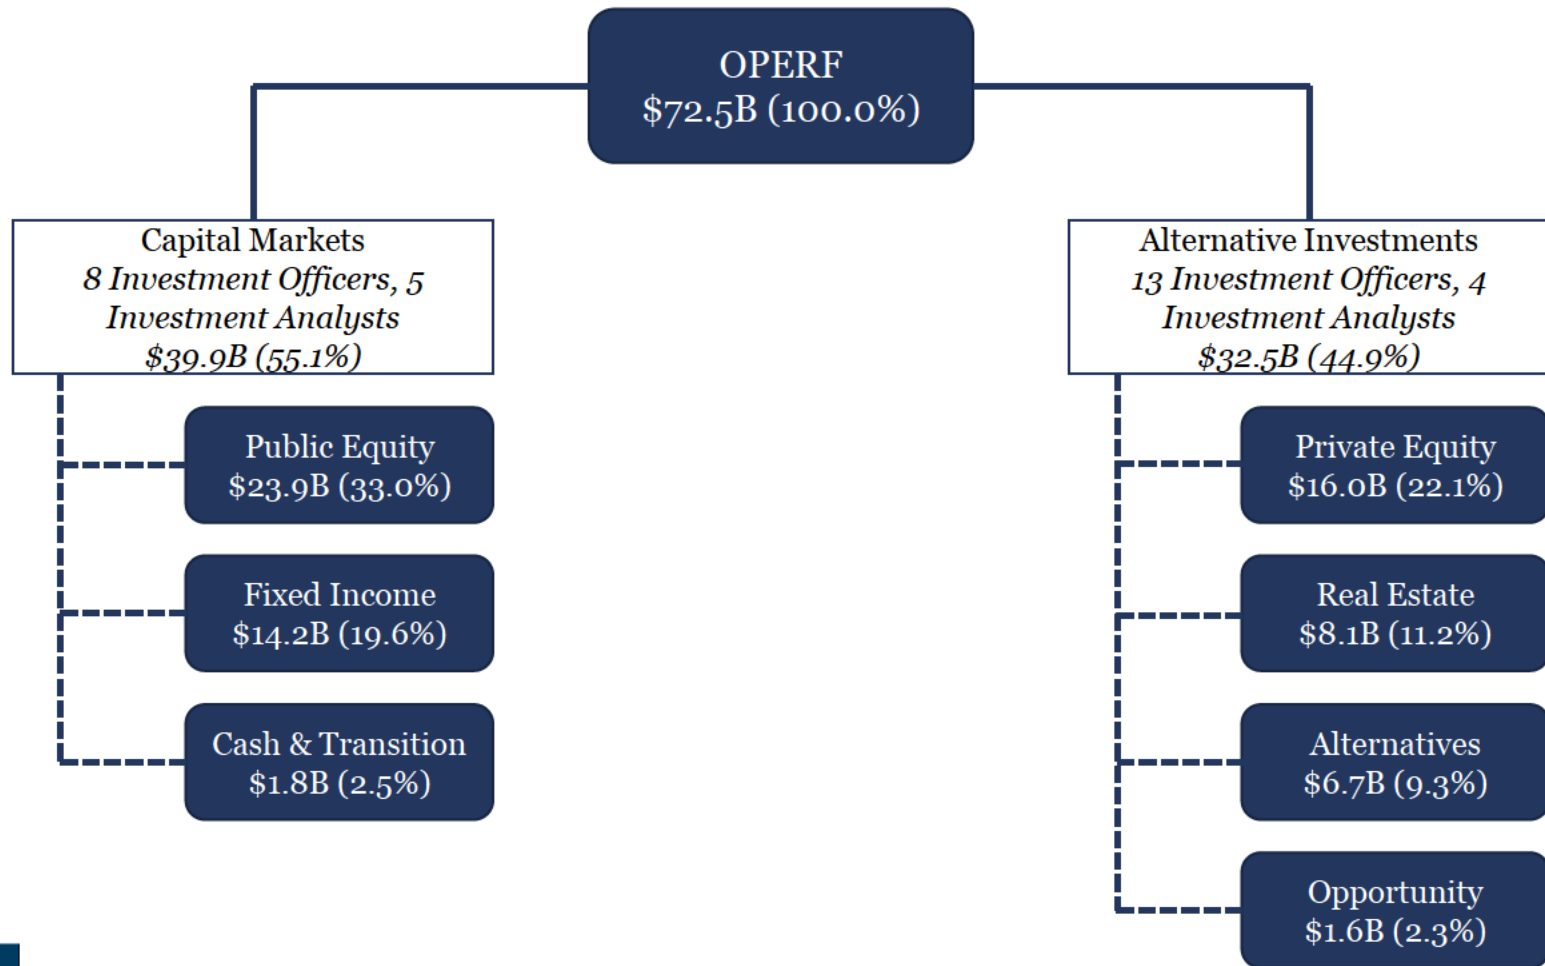 OPERF
$72.5B (100.0%)
Capital Markets
8 Investment Officers, 5
Investment Analysts
$39.9B (55.1%)
Public Equity
$23.9B (33.0%)
Fixed Income
$14.2B (19.6%)
Cash & Transition
$1.8B (2.5%)
Alternative Investments
13 Investment Officers, 4
Investment Analysts
$32.5B (44.9%)
Private Equity
$16.0B (22.1%)
Real Estate
$8.1B (11.2%)
Alternatives
$6.7B (9.3%)
Opportunity
$1.6B (2.3%)